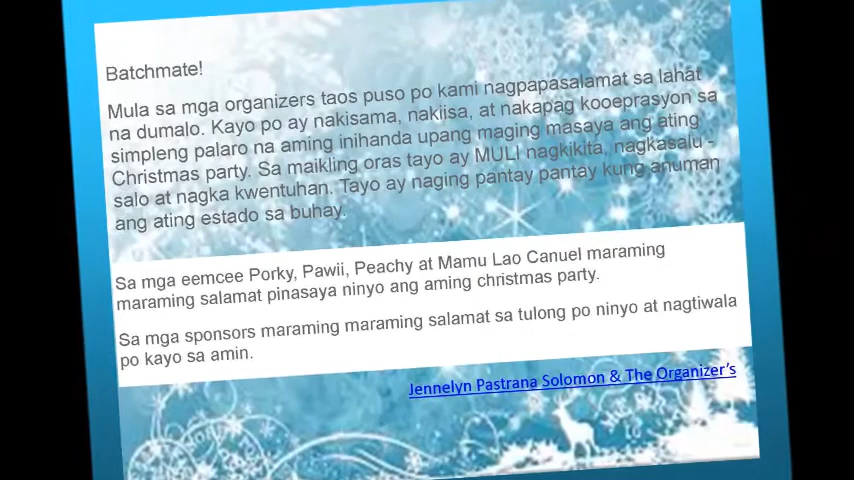 Batchmate!
Mula sa mga organizers taos puso po kami nagpapasalamat sa lahat
na dumalo. Kayo po ay nakisama, nakiisa, at nakapag kooeprasyon sa
simpleng palaro na aming inihanda upang maging masaya ang ating
Christmas party. Sa maikling oras tayo ay MULI nagkikita, nagkasalu -
salo at nagka kwentuhan. Tayo ay naging pantay pantay kung anuman
ang ating estado sa buhay.
Sa mga eemcee Porky, Pawii, Peachy at Mamu Lao Canuel maraming
maraming salamat pinasaya ninyo ang aming christmas party.
Sa mga sponsors maraming maraming salamat sa tulong po ninyo at nagtiwala
po kayo sa amin.
Jennelyn Pastrana Solomon & The Organizer's